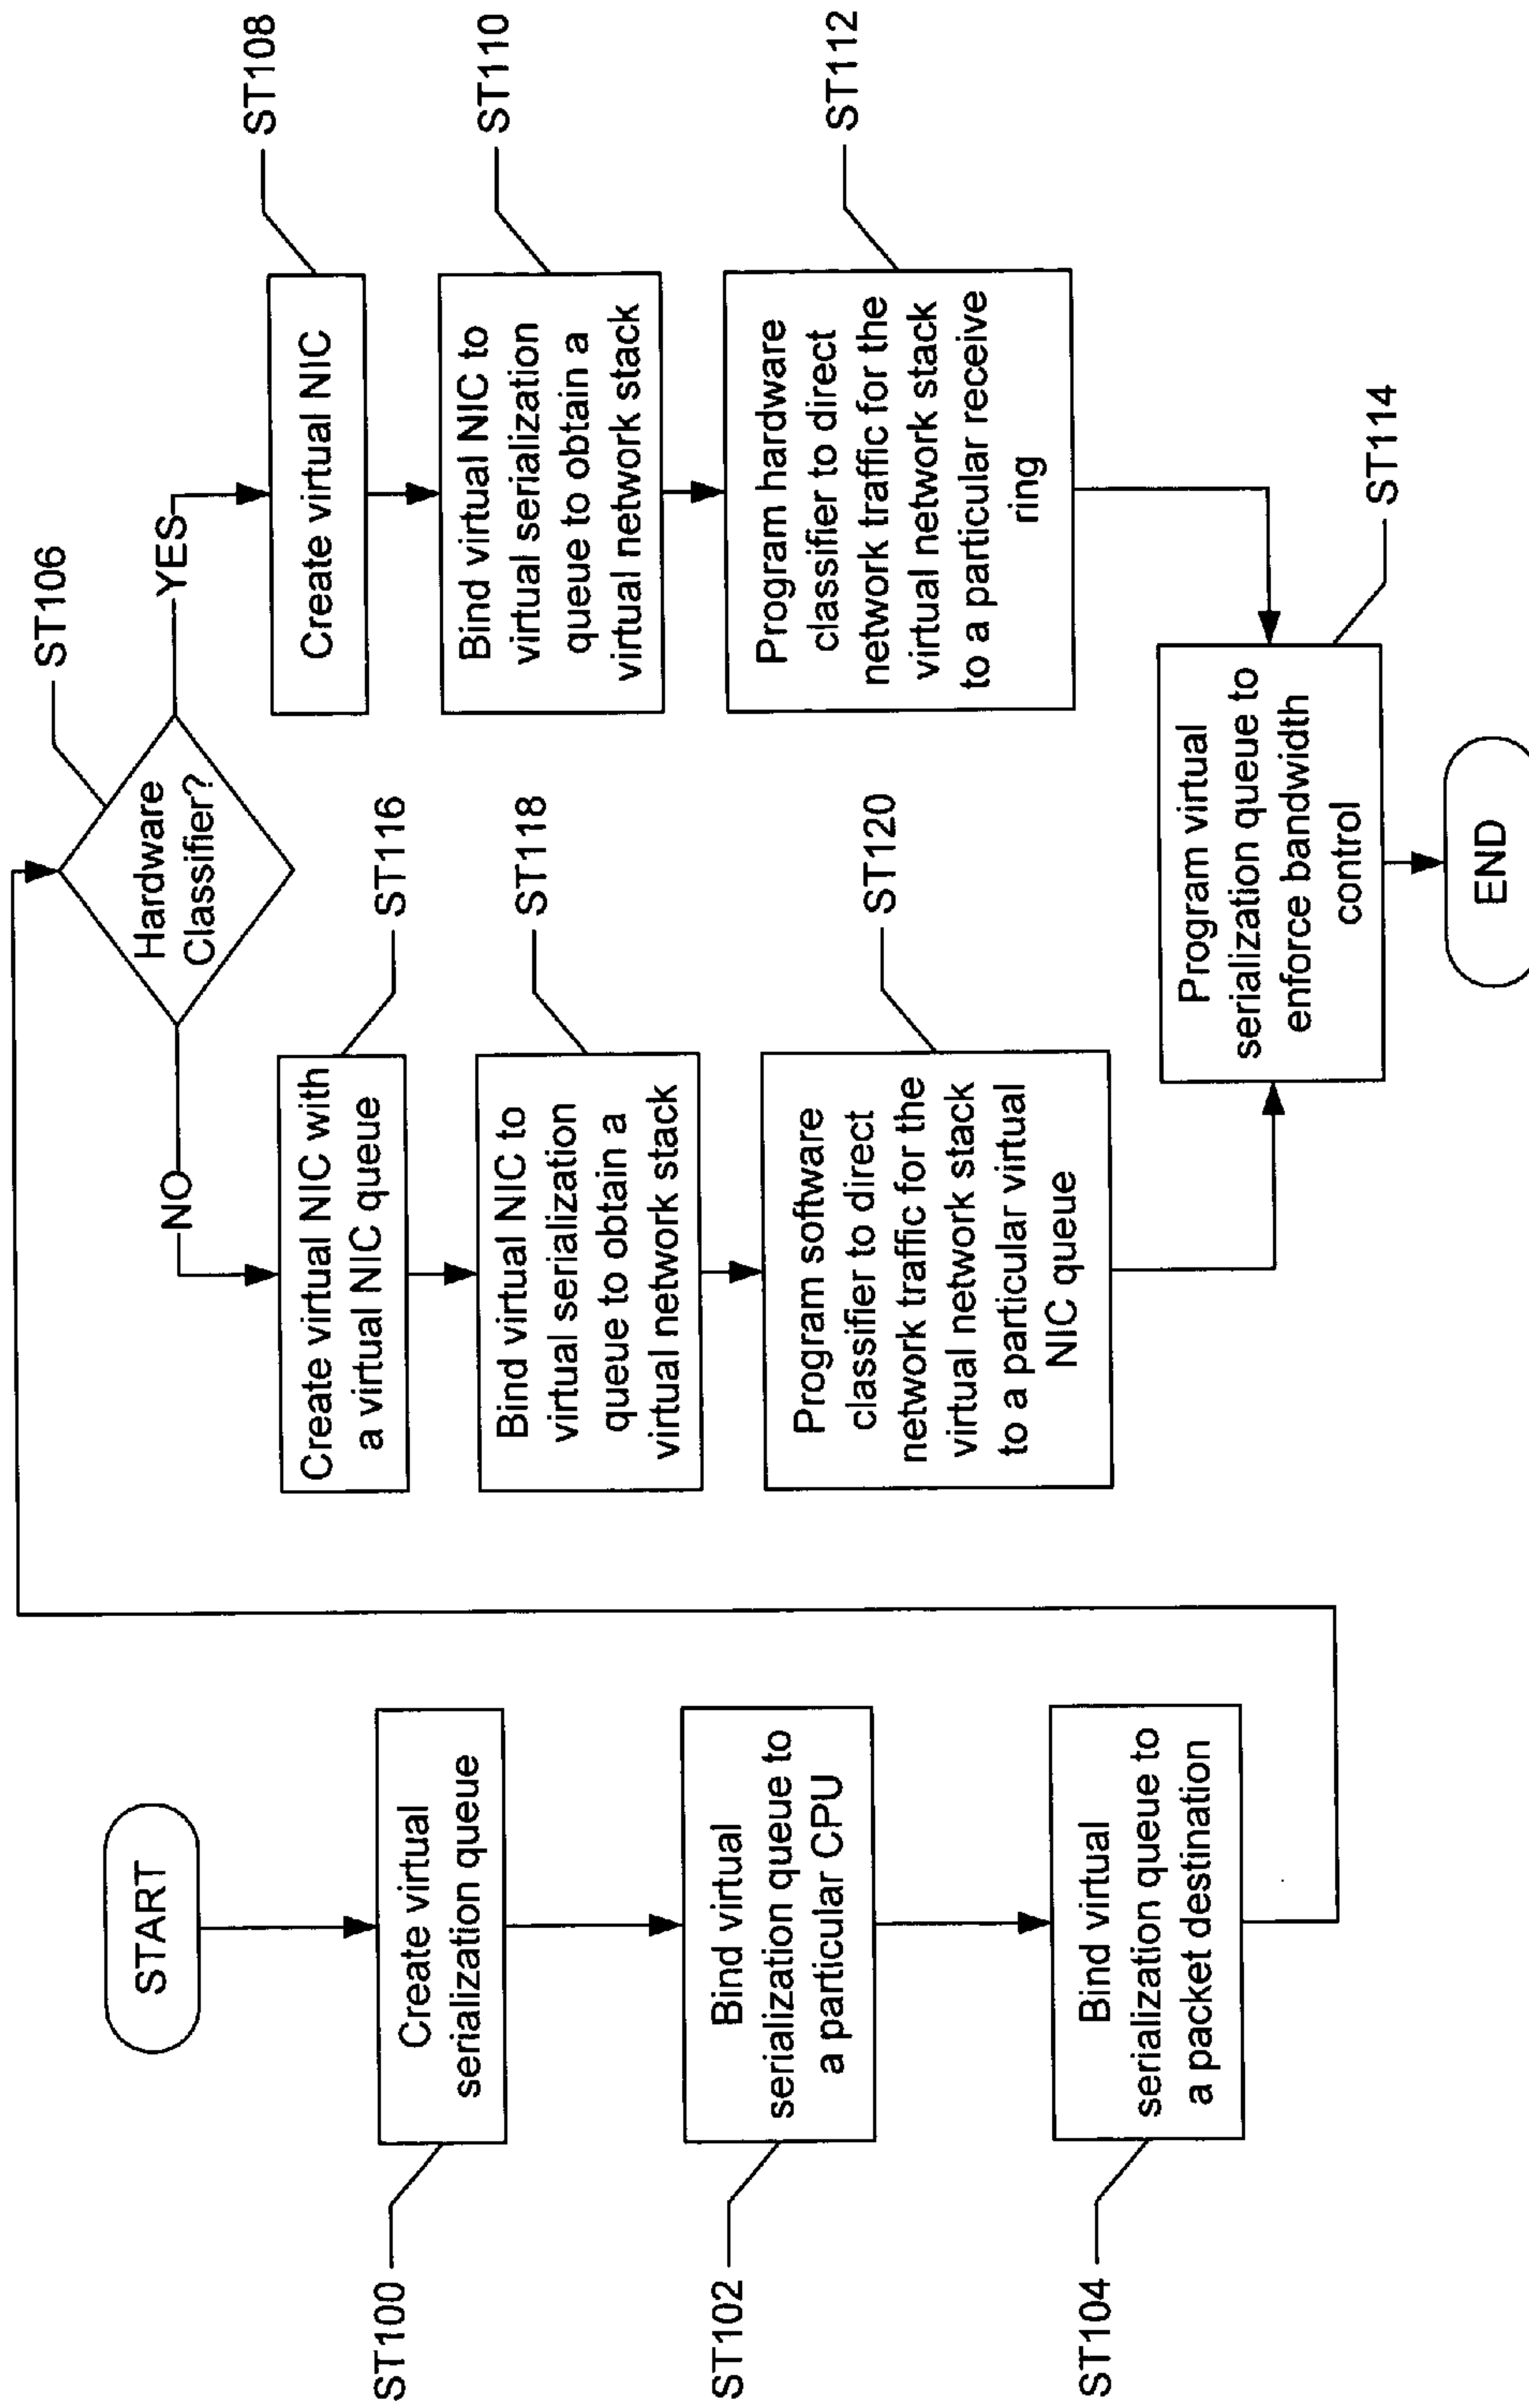 START
ST100
Create virtual
serialization queue
ST102
Bind virtual
serialization queue to
a particular CPU
ST104
Bind virtual
serialization queue to
a packet destination
ST106
Hardware
Classifier?
NO
YES
Create virtual NIC with
a virtual NIC queue
ST116
Bind virtual NIC to
virtual serialization
queue to obtain a
virtual network stack
ST118
Program software
classifier to direct
network traffic for the
virtual network stack
to a particular virtual
NIC queue
ST120
Create virtual NIC
ST108
Bind virtual NIC to
virtual serialization
queue to obtain a
virtual network stack
ST110
Program hardware
classifier to direct
network traffic for the
virtual network stack
to a particular receive
ring
ST112
Program virtual
serialization queue to
enforce bandwidth
control
ST114
END